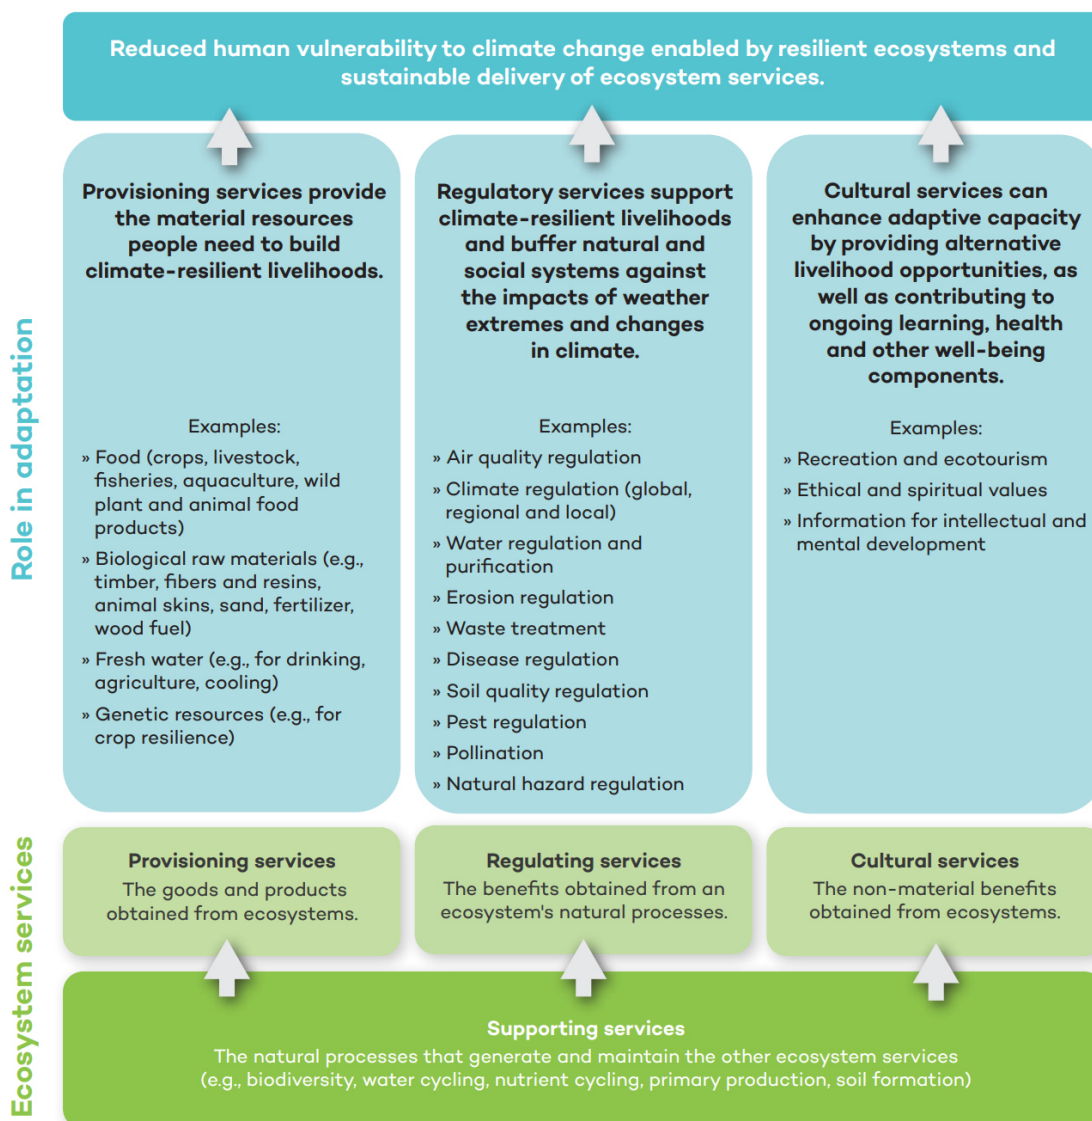 Reduced human vulnerability to climate change enabled by resilient ecosystems and
sustainable delivery of ecosystem services.
Role in adaptation
Provisioning services provide
the material resources
people need to build
climate-resilient livelihoods.
Examples:
» Food (crops, livestock,
fisheries, aquaculture, wild
plant and animal food
products)
» Biological raw materials (e.g.,
timber, fibers and resins,
animal skins, sand, fertilizer,
wood fuel)
» Fresh water (e.g., for drinking,
agriculture, cooling)
» Genetic resources (e.g., for
crop resilience)
Regulatory services support
climate-resilient livelihoods
and buffer natural and
social systems against
the impacts of weather
extremes and changes
in climate.
Examples:
» Air quality regulation
» Climate regulation (global,
regional and local)
» Water regulation and
purification
» Erosion regulation
» Waste treatment
» Disease regulation
» Soil quality regulation
» Pest regulation
» Pollination
» Natural hazard regulation
Cultural services can
enhance adaptive capacity
by providing alternative
livelihood opportunities, as
well as contributing to
ongoing learning, health
and other well-being
components.
Examples:
» Recreation and ecotourism
» Ethical and spiritual values
» Information for intellectual and
mental development
Ecosystem services
Provisioning services
The goods and products
obtained from ecosystems.
Regulating services
The benefits obtained from an
ecosystem's natural processes.
Cultural services
The non-material benefits
obtained from ecosystems.
Supporting services
The natural processes that generate and maintain the other ecosystem services
(e.g., biodiversity, water cycling, nutrient cycling, primary production, soil formation)